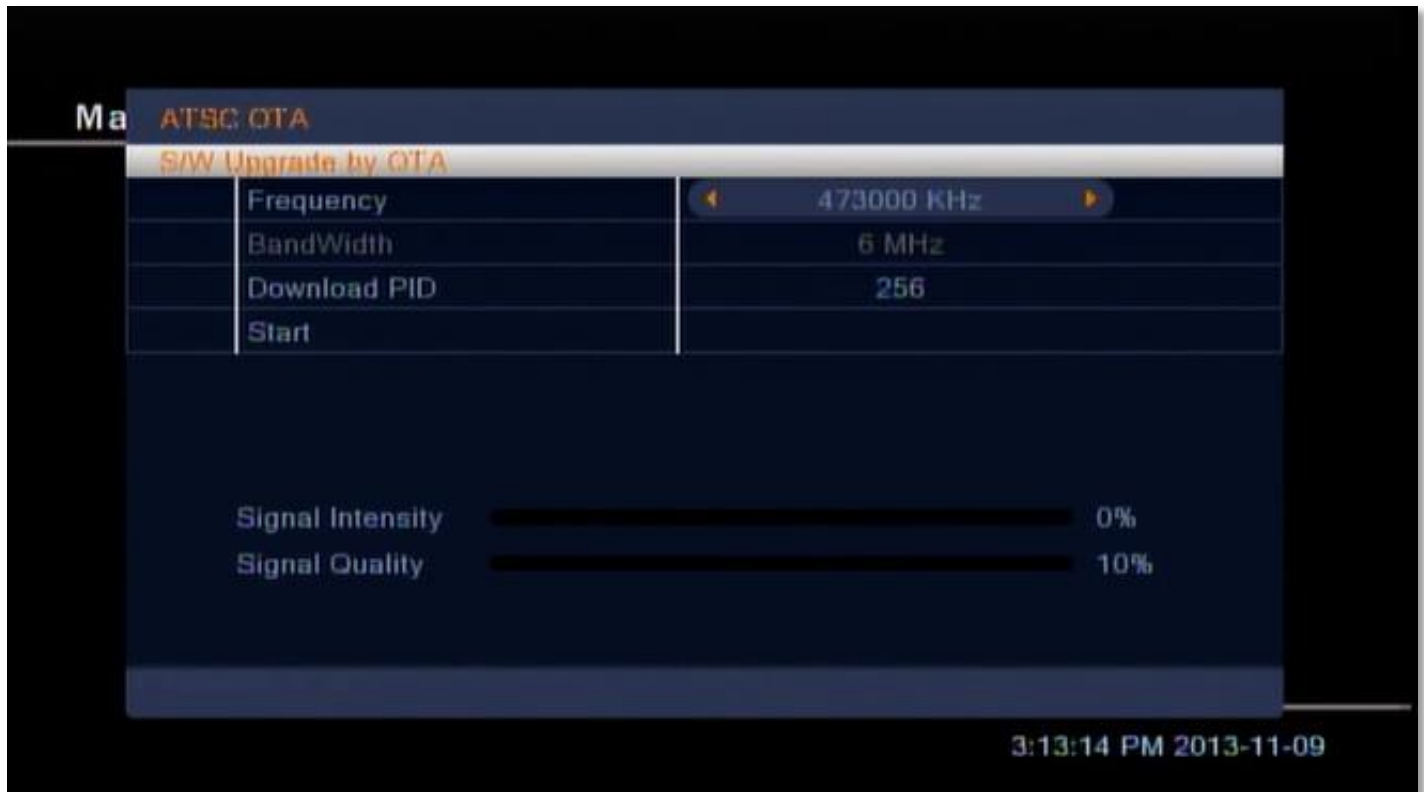 Ma
ATSC OTA
S/W Upgrade by OTA
Frequency 473000 KHz
BandWidth 6 MHz
Download PID 256
Start
Signal Intensity 0%
Signal Quality 10%
3:13:14 PM 2013-11-09